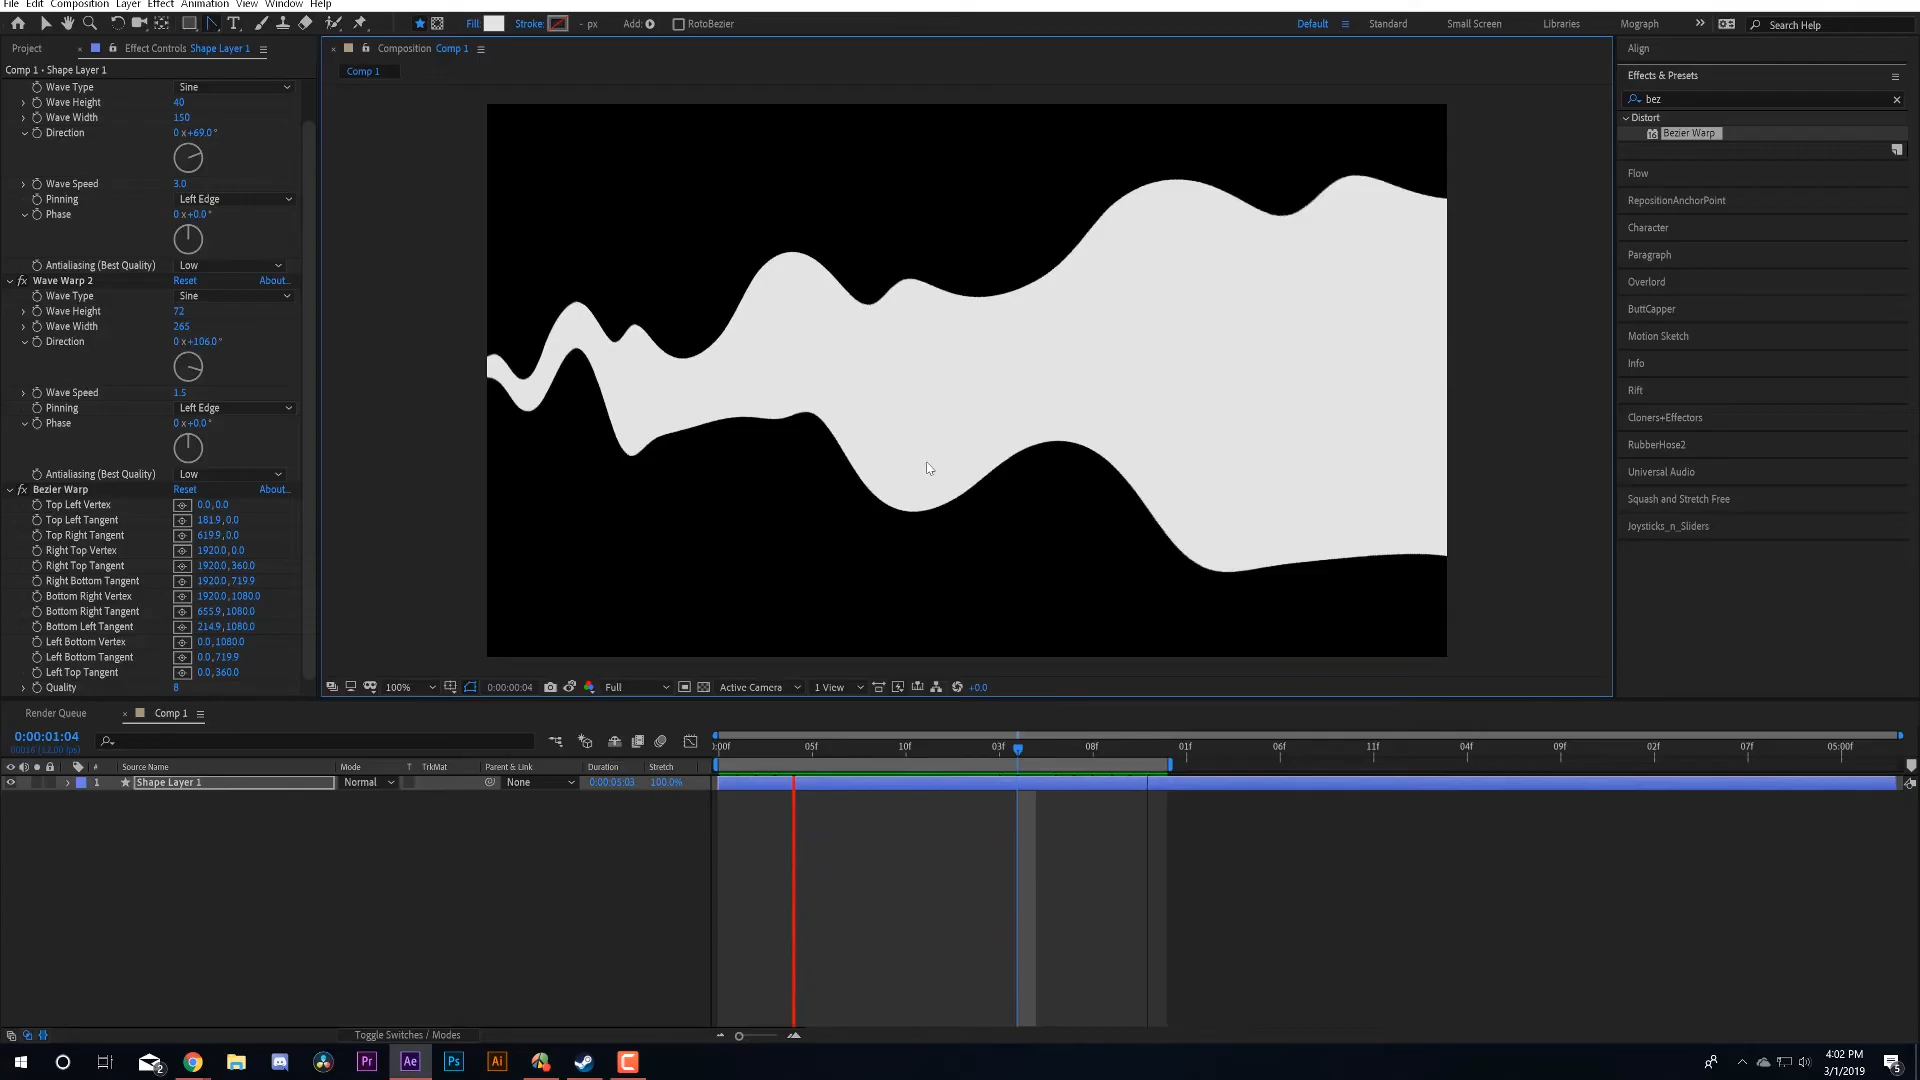 File Edit Composition Layer Effect Animation View Window Help
Fill: Stroke: - px Add: RotoBezier Default Standard Small Screen Libraries Mograph Search Help
Project Effect Controls Shape Layer 1
Composition Comp 1
Align
Comp 1 • Shape Layer 1
Comp 1
Effects & Presets
bez
Distort
Bezier Warp
Flow
RepositionAnchorPoint
Character
Paragraph
Overlord
ButtCapper
Motion Sketch
Info
Rift
Cloners+Effectors
RubberHose2
Universal Audio
Squash and Stretch Free
Joysticks_n_Sliders
Wave Type Sine
Wave Height 40
Wave Width 150
Direction 0 x+69.0°
Wave Speed 3.0
Pinning Left Edge
Phase 0 x+0.0°
Antialiasing (Best Quality) Low
fx Wave Warp 2 Reset About...
Wave Type Sine
Wave Height 72
Wave Width 265
Direction 0 x+106.0°
Wave Speed 1.5
Pinning Left Edge
Phase 0 x+0.0°
Antialiasing (Best Quality) Low
fx Bezier Warp Reset About...
Top Left Vertex 0.0, 0.0
Top Left Tangent 181.9, 0.0
Top Right Tangent 619.9, 0.0
Right Top Vertex 1920.0, 0.0
Right Top Tangent 1920.0, 360.0
Right Bottom Tangent 1920.0, 719.9
Bottom Right Vertex 1920.0, 1080.0
Bottom Right Tangent 655.9, 1080.0
Bottom Left Tangent 214.9, 1080.0
Left Bottom Vertex 0.0, 1080.0
Left Bottom Tangent 0.0, 719.9
Left Top Tangent 0.0, 360.0
Quality 8
100% 0:00:00:04 Full Active Camera 1 View +0.0
Render Queue Comp 1
0:00:01:04
00016 (12.00 fps)
:00f 05f 10f 03f 08f 01f 06f 11f 04f 09f 02f 07f 05:00f
# Source Name Mode T TrkMat Parent & Link Duration Stretch
1 Shape Layer 1 Normal None 0:00:05:03 100.0%
Toggle Switches / Modes
2 Pr Ae Ps Ai
4:02 PM
3/1/2019
5